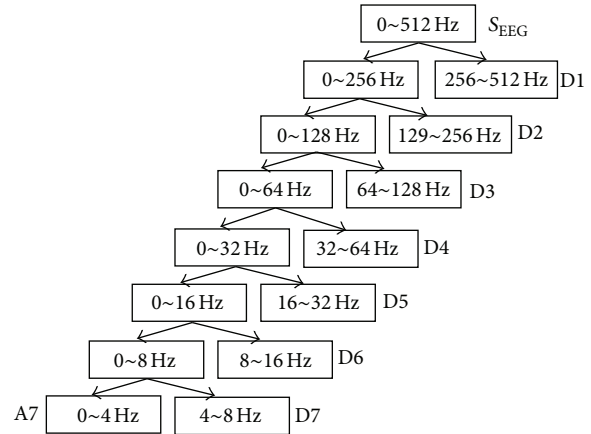 0~512 Hz S_EEG
0~256 Hz 256~512 Hz D1
0~128 Hz 129~256 Hz D2
0~64 Hz 64~128 Hz D3
0~32 Hz 32~64 Hz D4
0~16 Hz 16~32 Hz D5
0~8 Hz 8~16 Hz D6
A7 0~4 Hz 4~8 Hz D7